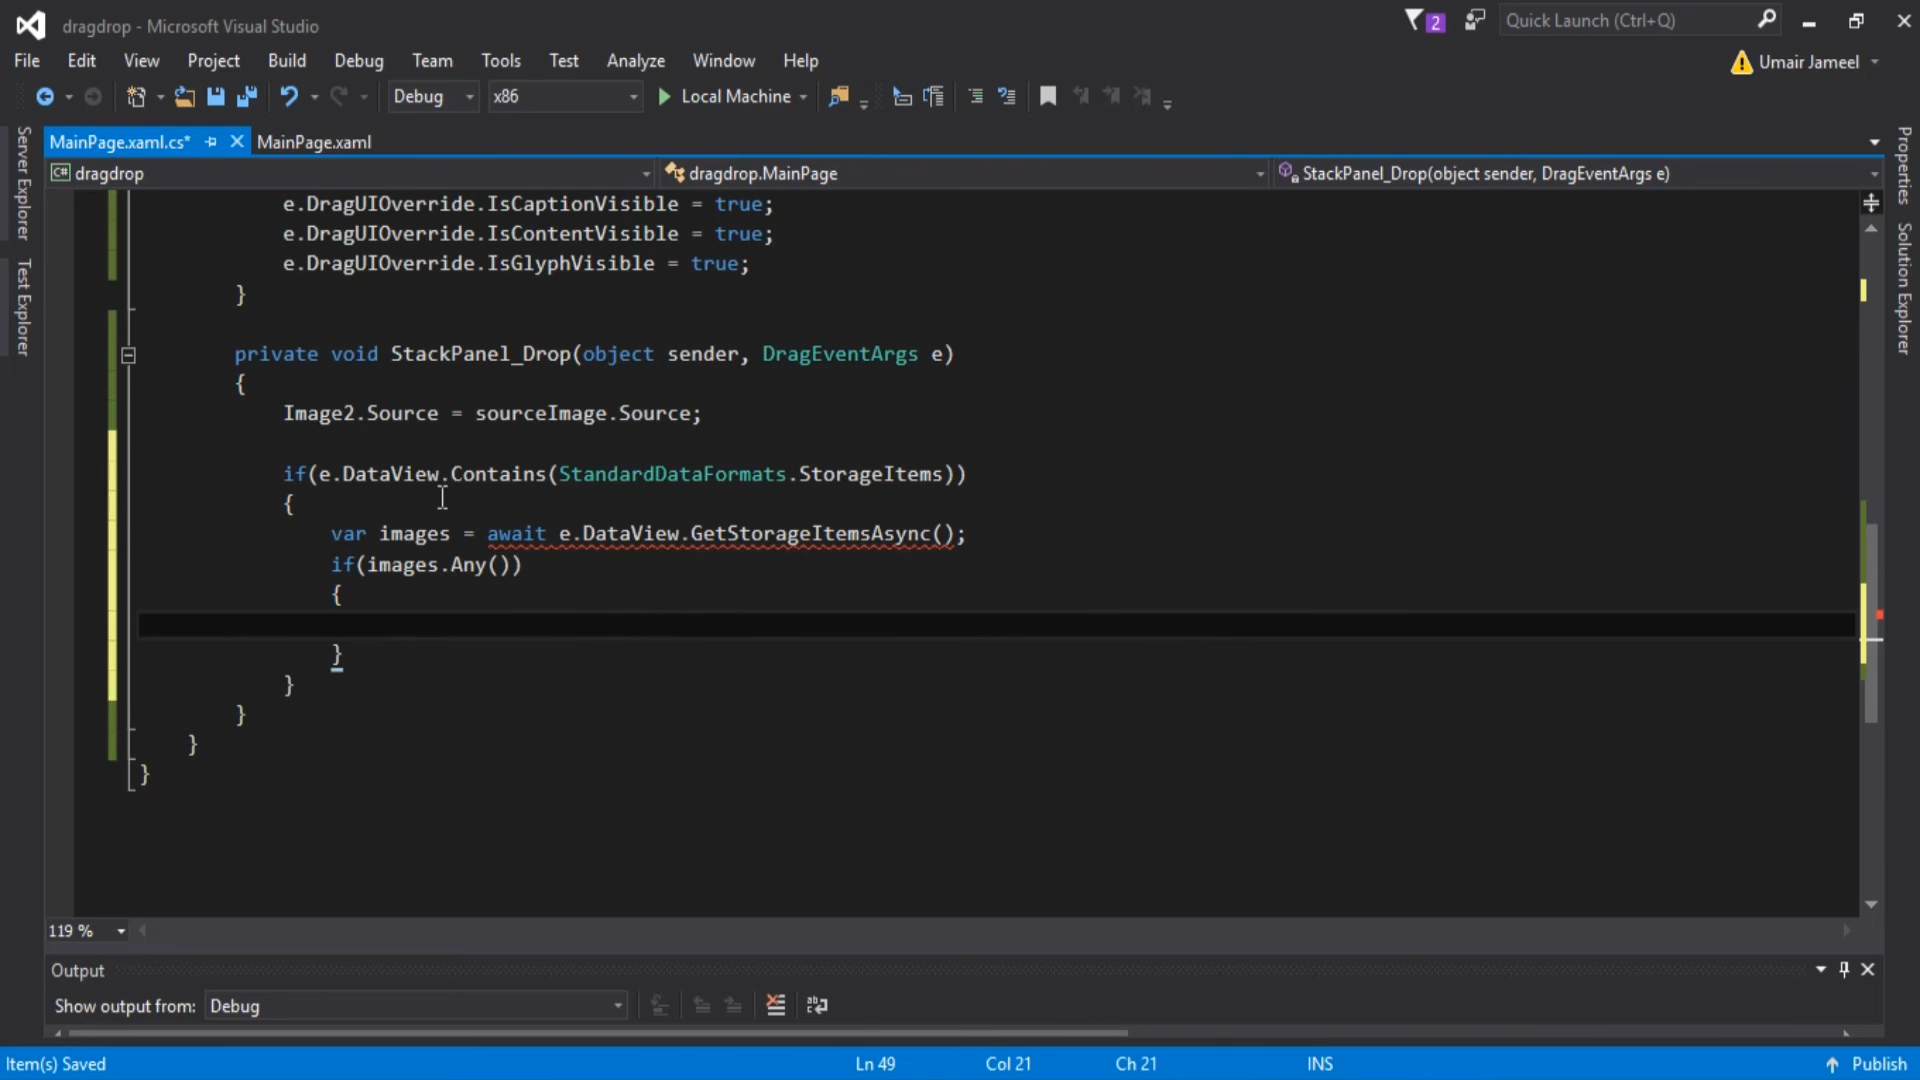 dragdrop - Microsoft Visual Studio
2
Quick Launch (Ctrl+Q)
File Edit View Project Build Debug Team Tools Test Analyze Window Help
Umair Jameel
Debug x86 Local Machine
MainPage.xaml.cs* MainPage.xaml
C# dragdrop dragdrop.MainPage StackPanel_Drop(object sender, DragEventArgs e)
Server Explorer
Test Explorer
Properties
Solution Explorer
e.DragUIOverride.IsCaptionVisible = true;
e.DragUIOverride.IsContentVisible = true;
e.DragUIOverride.IsGlyphVisible = true;
}
private void StackPanel_Drop(object sender, DragEventArgs e)
{
Image2.Source = sourceImage.Source;
if(e.DataView.Contains(StandardDataFormats.StorageItems))
{
var images = await e.DataView.GetStorageItemsAsync();
if(images.Any())
{
}
}
}
}
}
119 %
Output
Show output from: Debug
Item(s) Saved Ln 49 Col 21 Ch 21 INS Publish